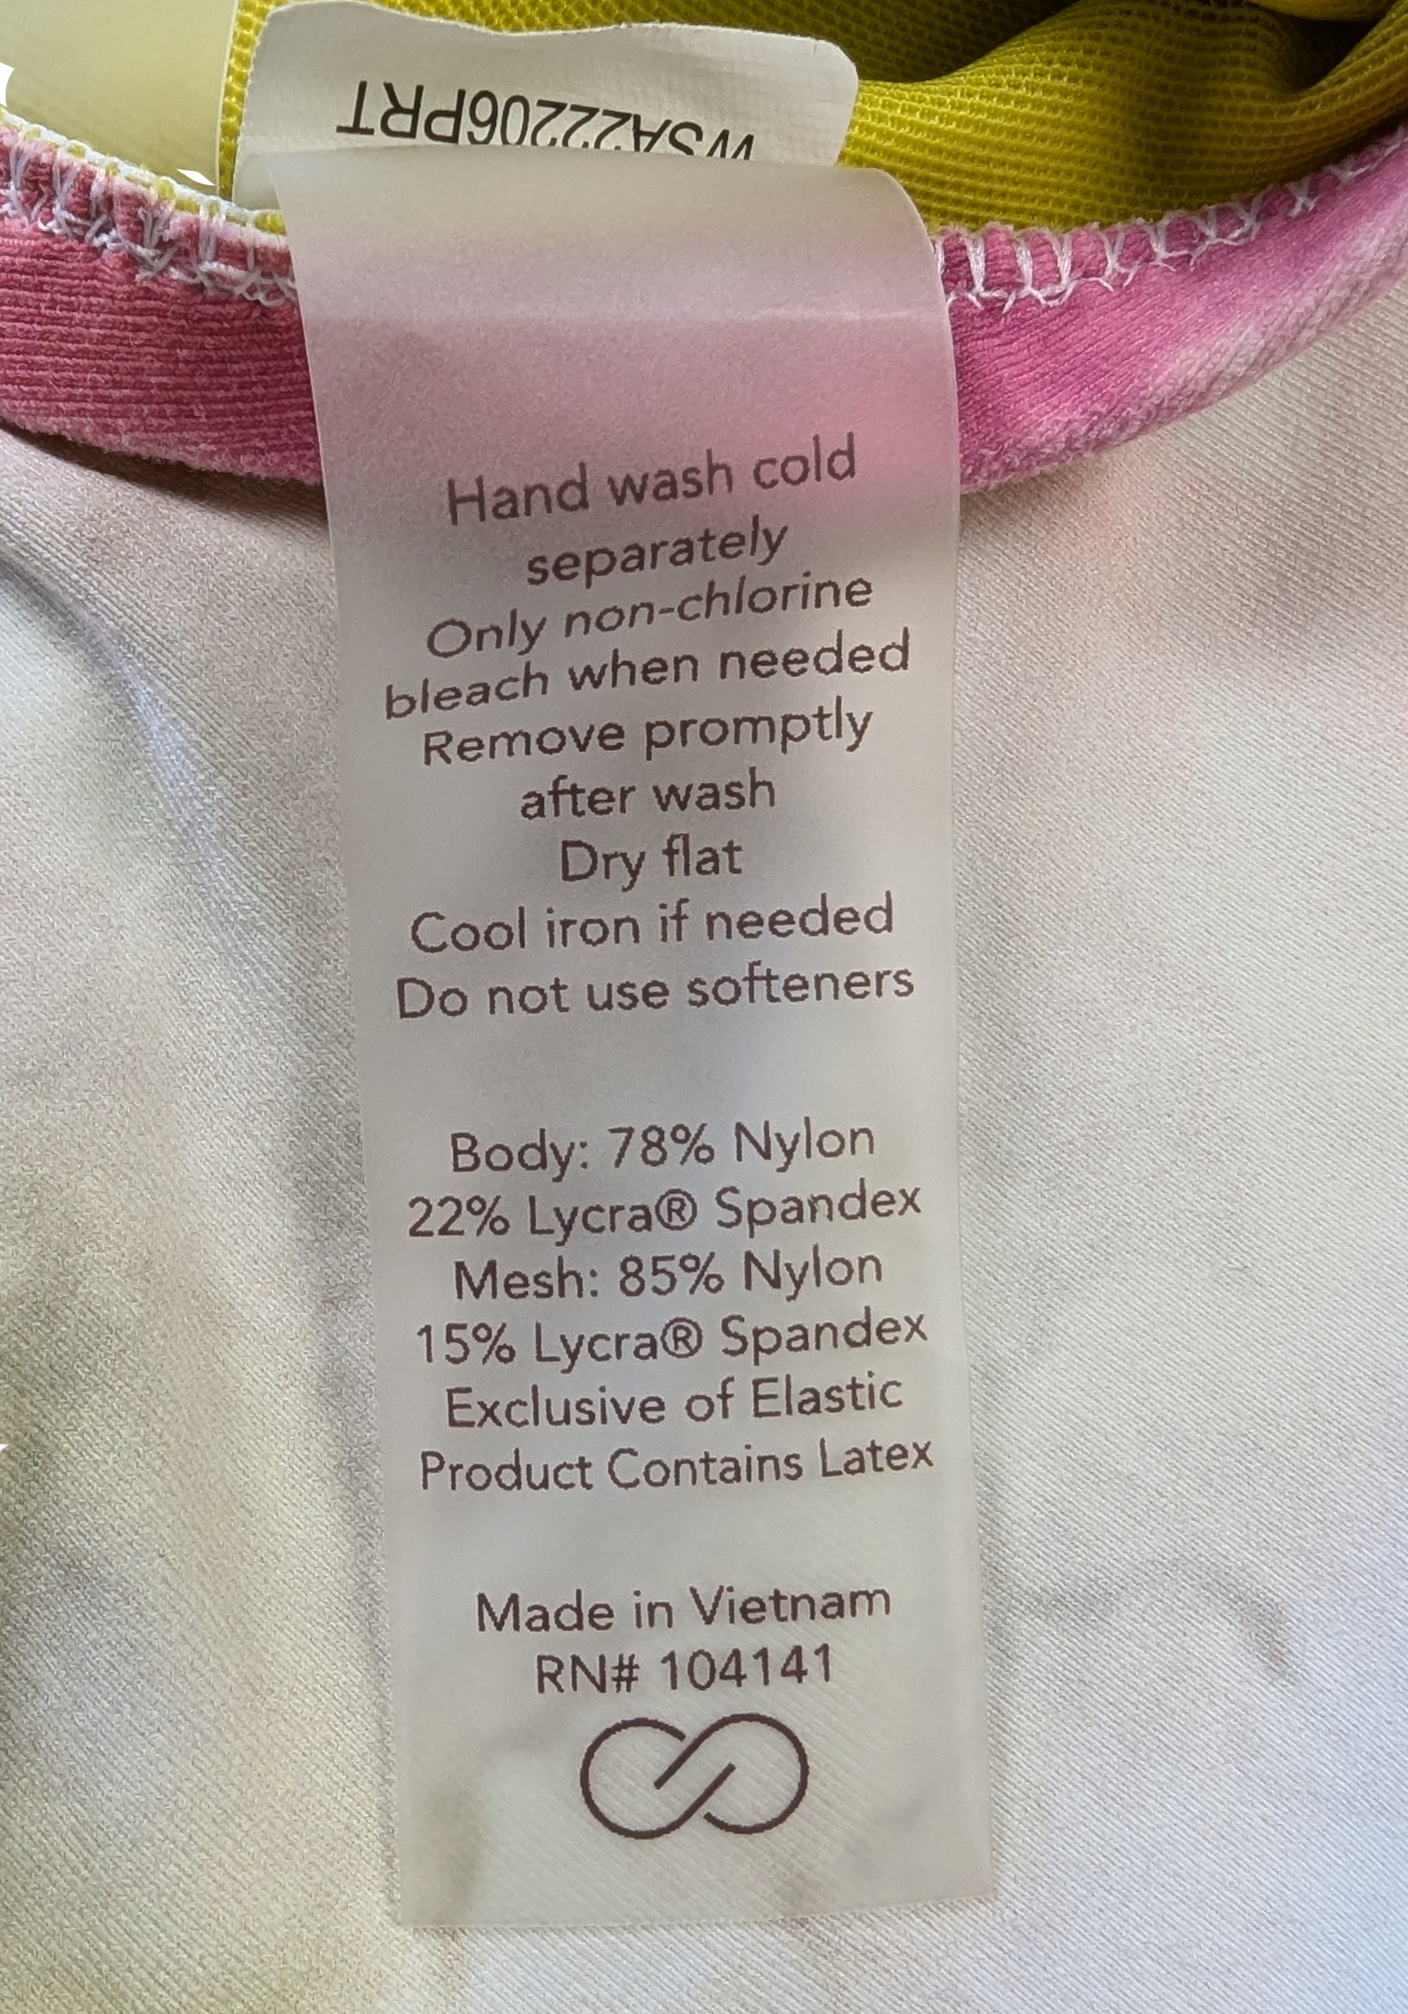 WSA22206PRT
Hand wash cold
separately
Only non-chlorine
bleach when needed
Remove promptly
after wash
Dry flat
Cool iron if needed
Do not use softeners
Body: 78% Nylon
22% Lycra® Spandex
Mesh: 85% Nylon
15% Lycra® Spandex
Exclusive of Elastic
Product Contains Latex
Made in Vietnam
RN# 104141